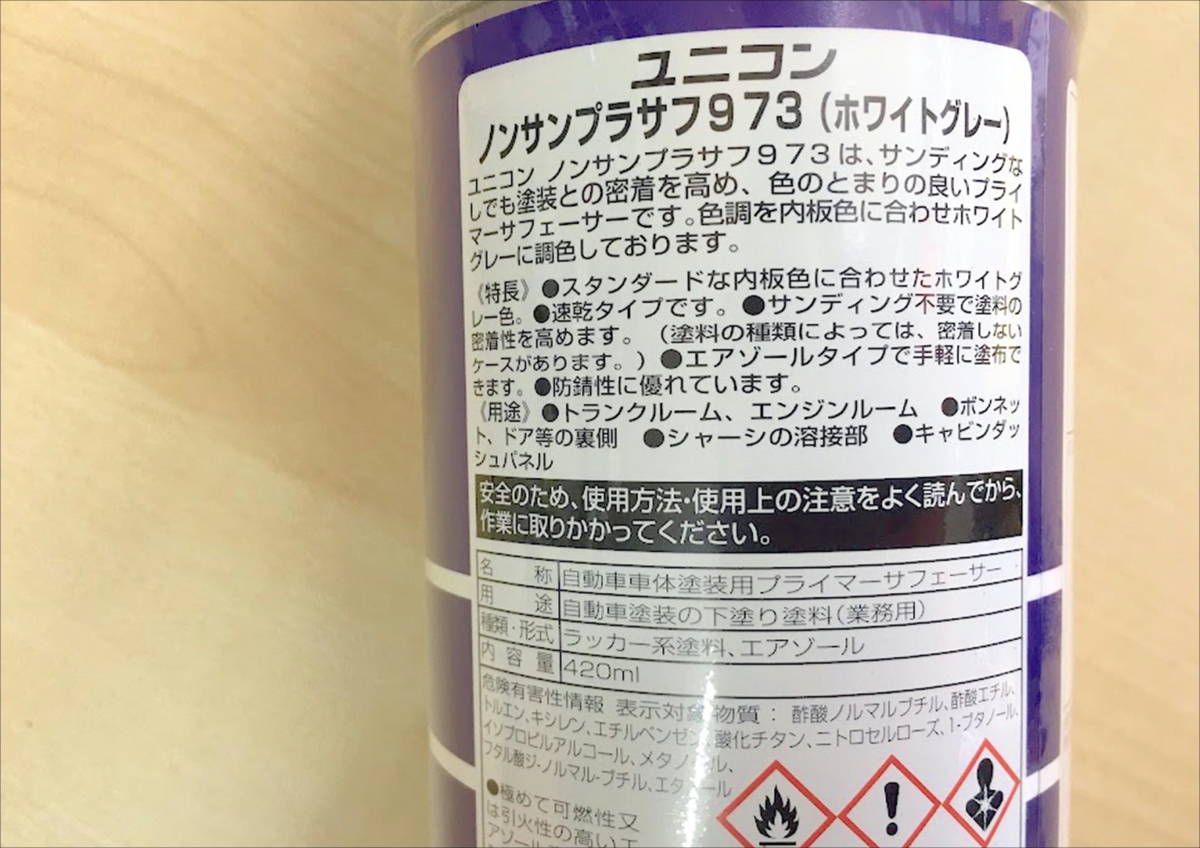 ユニコン
ノンサンプラサフ973（ホワイトグレー）
ユニコン ノンサンプラサフ973は、サンディングな
しでも塗装との密着を高め、色のとまりの良いプライ
マーサフェーサーです。色調を内板色に合わせホワイト
グレーに調色しております。
《特長》●スタンダードな内板色に合わせたホワイトグ
レー色。●速乾タイプです。●サンディング不要で塗料の
密着性を高めます。（塗料の種類によっては、密着しない
ケースがあります。）●エアゾールタイプで手軽に塗布で
きます。●防錆性に優れています。
《用途》●トランクルーム、エンジンルーム ●ボンネッ
ト、ドア等の裏側 ●シャーシの溶接部 ●キャビンダッ
シュパネル
安全のため、使用方法・使用上の注意をよく読んでから、
作業に取りかかってください。
名称 自動車車体塗装用プライマーサフェーサー
用途 自動車塗装の下塗り塗料（業務用）
種類・形式 ラッカー系塗料、エアゾール
内容量 420ml
危険有害性情報 表示対象物質：酢酸ノルマルブチル、酢酸エチル、
トルエン、キシレン、エチルベンゼン、酸化チタン、ニトロセルローズ、1-ブタノール、
イソプロピルアルコール、メタノール、
フタル酸ジ-ノルマル-ブチル、エタノール
●極めて可燃性又
は引火性の高いエ
アゾール